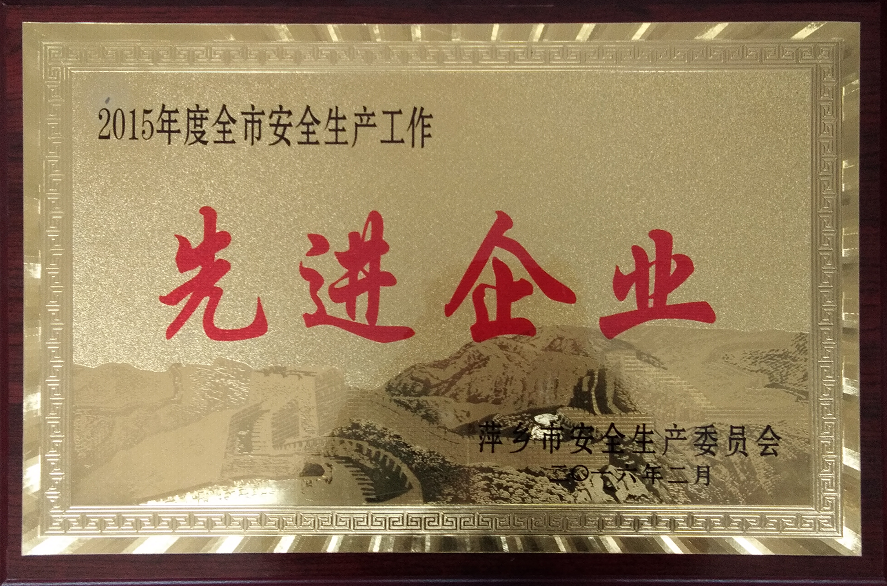 2015年度全市安全生产工作
先进企业
萍乡市安全生产委员会
二〇一六年二月